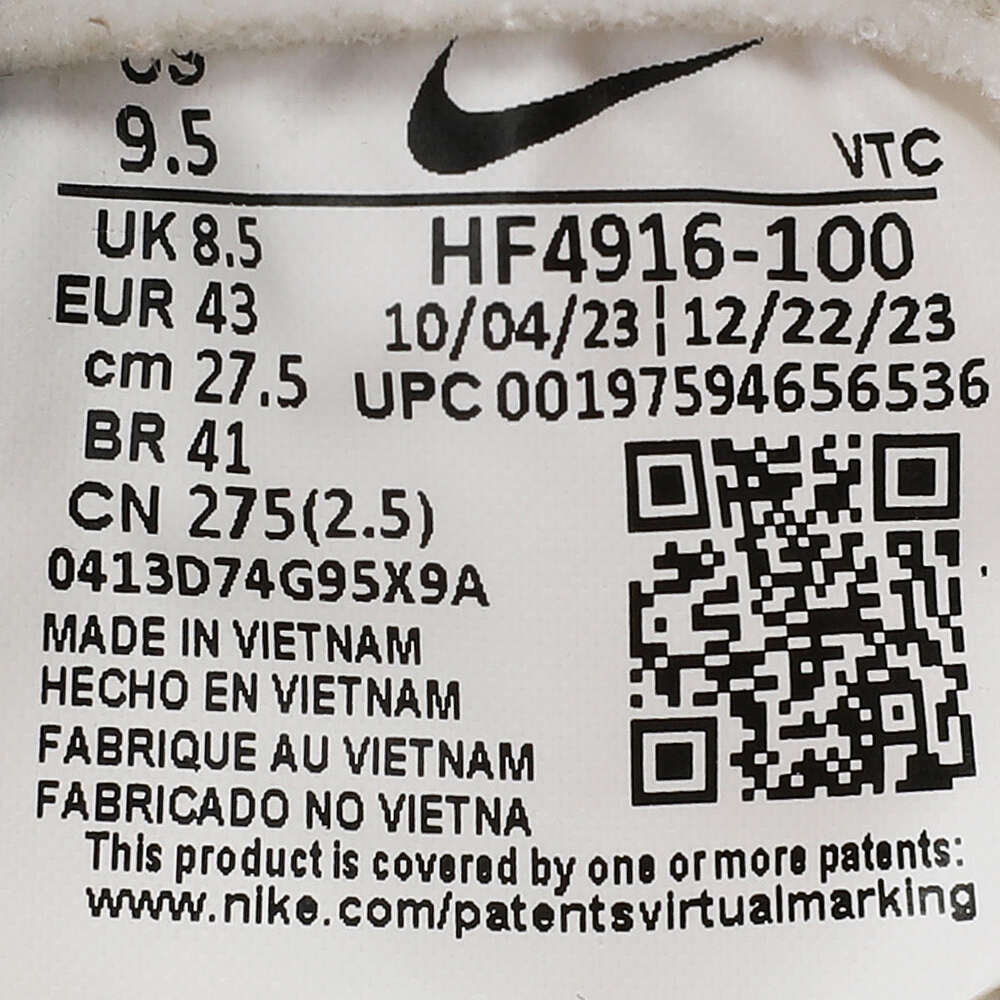 US
9.5
VTC
UK 8.5
HF4916-100
EUR 43
10/04/23 | 12/22/23
cm 27.5
UPC 00197594656536
BR 41
CN 275(2.5)
0413D74G95X9A
MADE IN VIETNAM
HECHO EN VIETNAM
FABRIQUE AU VIETNAM
FABRICADO NO VIETNA
This product is covered by one or more patents:
www.nike.com/patentsvirtualmarking